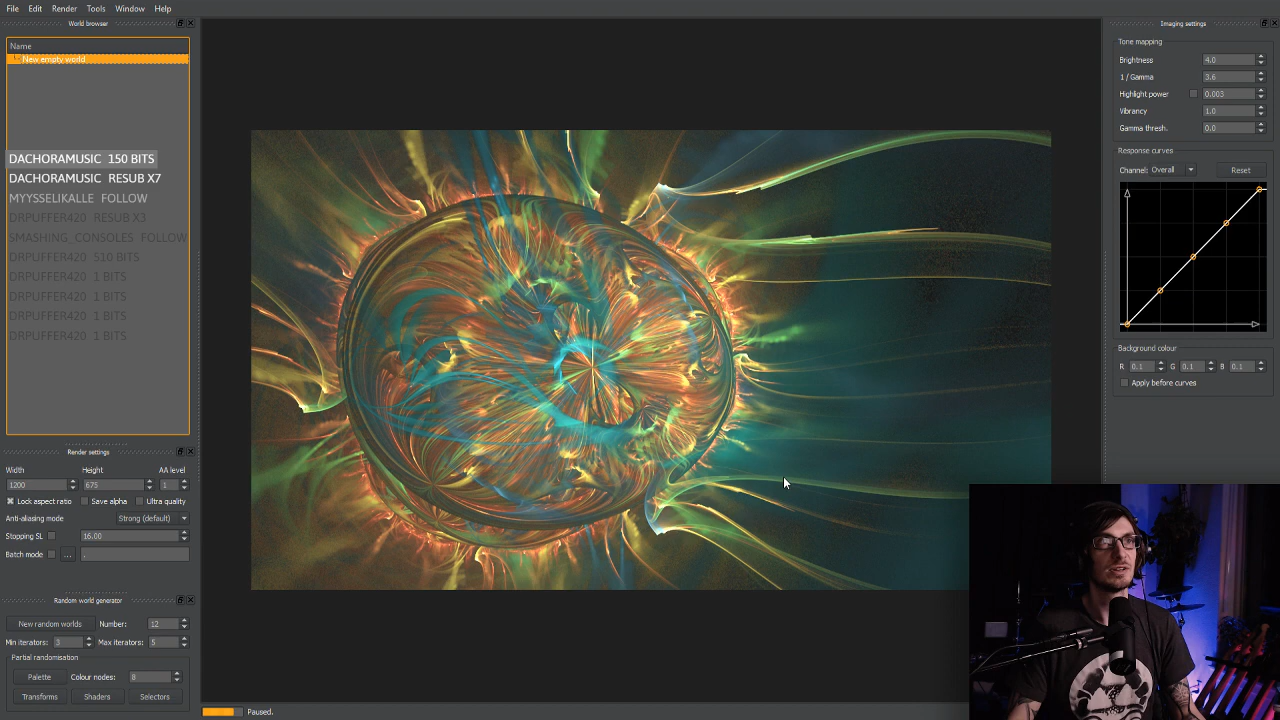 File Edit Render Tools Window Help
World browser
Name
New empty world
DACHORAMUSIC 150 BITS
DACHORAMUSIC RESUB X7
MYYSSELIKALLE FOLLOW
DRPUFFER420 RESUB X3
SMASHING_CONSOLES FOLLOW
DRPUFFER420 510 BITS
DRPUFFER420 1 BITS
DRPUFFER420 1 BITS
DRPUFFER420 1 BITS
DRPUFFER420 1 BITS
Render settings
Width Height AA level
1200 675 1
Lock aspect ratio Save alpha Ultra quality
Anti-aliasing mode Strong (default)
Stopping SL 16.00
Batch mode ... .
Random world generator
New random worlds Number: 12
Min iterators: 3 Max iterators: 5
Partial randomisation
Palette Colour nodes: 8
Transforms Shaders Selectors
Paused.
Imaging settings
Tone mapping
Brightness 4.0
1 / Gamma 3.6
Highlight power 0.003
Vibrancy 1.0
Gamma thresh. 0.0
Response curves
Channel: Overall Reset
Background colour
R 0.1 G 0.1 B 0.1
Apply before curves